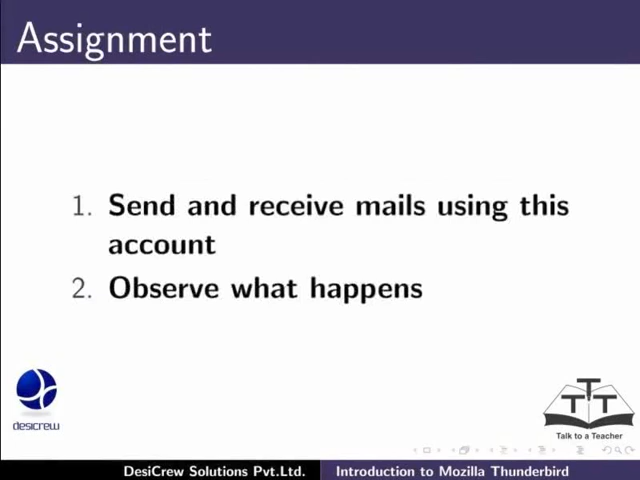 Assignment
1. Send and receive mails using this
account
2. Observe what happens
desicrew
TTT
Talk to a Teacher
DesiCrew Solutions Pvt.Ltd. Introduction to Mozilla Thunderbird